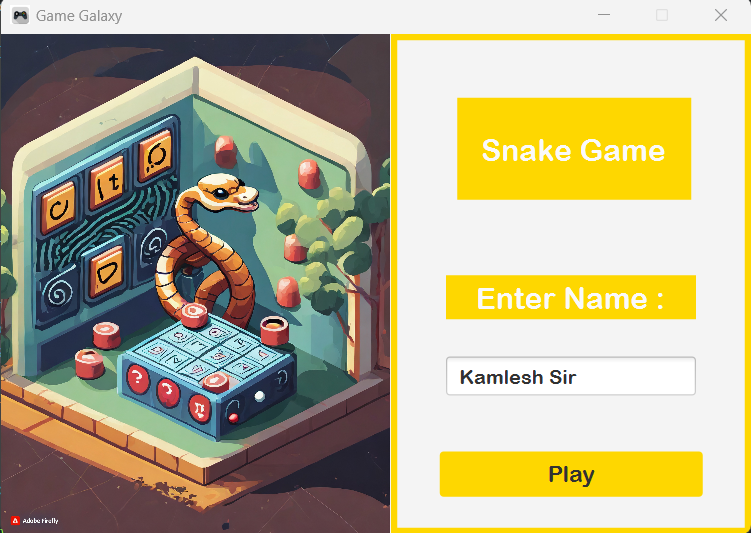 Game Galaxy
Snake Game
Enter Name :
Kamlesh Sir
Play
Adobe Firefly